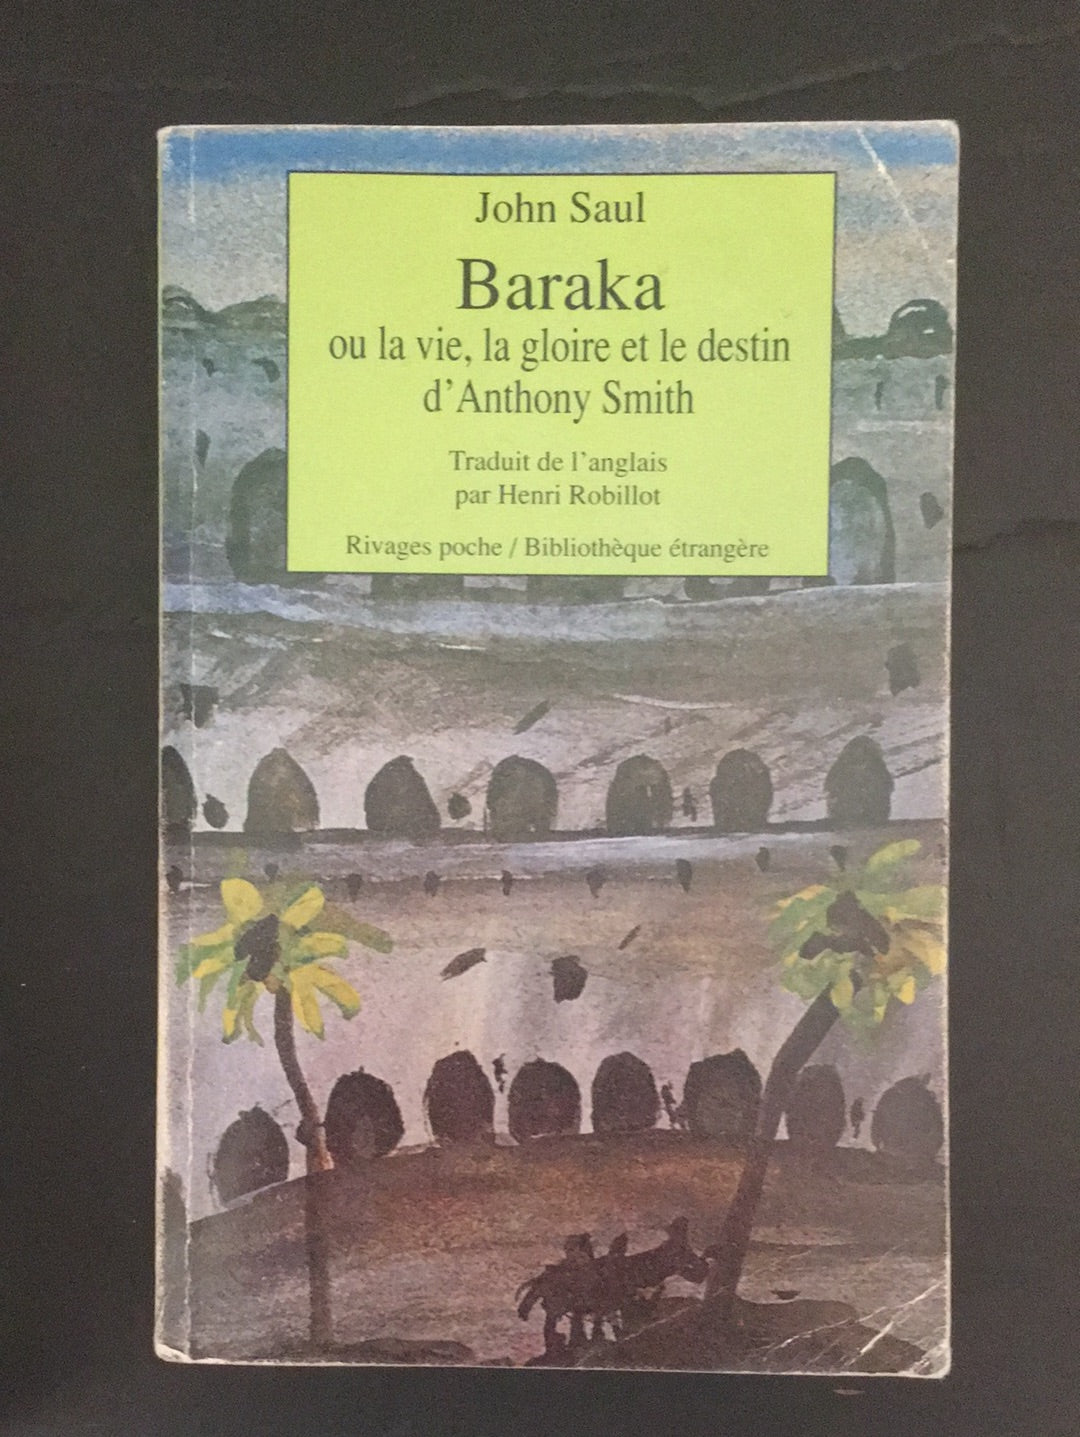 John Saul
Baraka
ou la vie, la gloire et le destin
d'Anthony Smith
Traduit de l'anglais
par Henri Robillot
Rivages poche / Bibliothèque étrangère